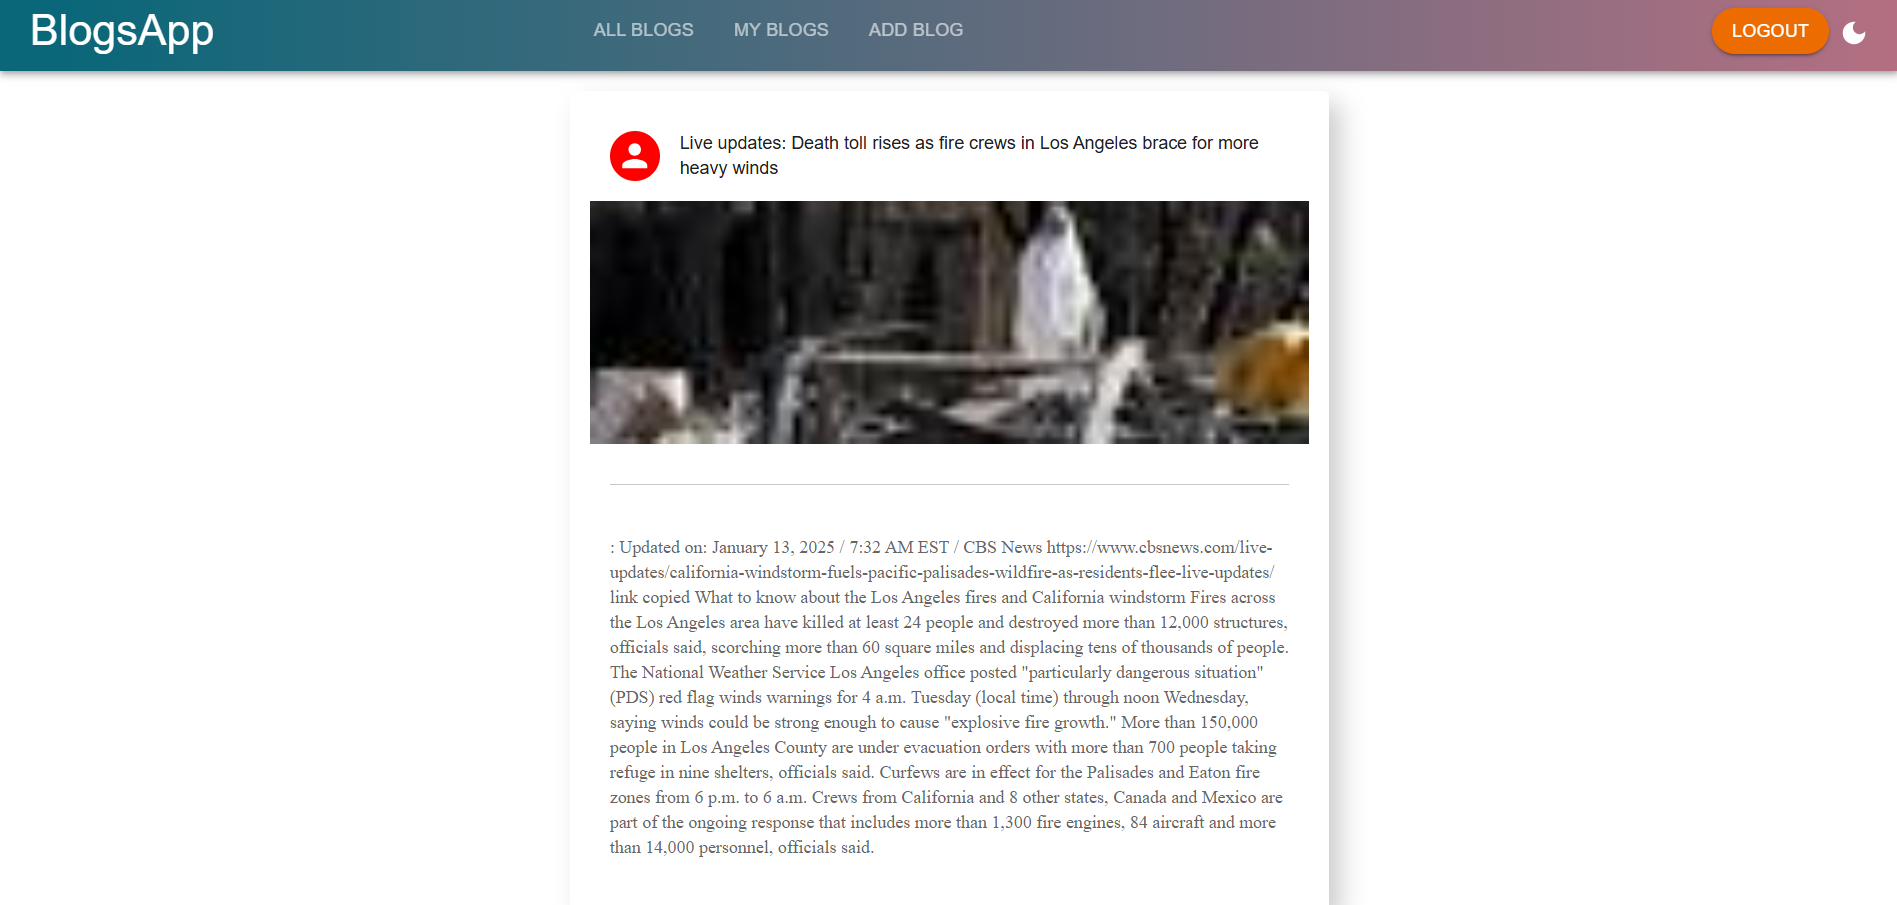 BlogsApp
ALL BLOGS MY BLOGS ADD BLOG
LOGOUT
Live updates: Death toll rises as fire crews in Los Angeles brace for more
heavy winds
: Updated on: January 13, 2025 / 7:32 AM EST / CBS News https://www.cbsnews.com/live-
updates/california-windstorm-fuels-pacific-palisades-wildfire-as-residents-flee-live-updates/
link copied What to know about the Los Angeles fires and California windstorm Fires across
the Los Angeles area have killed at least 24 people and destroyed more than 12,000 structures,
officials said, scorching more than 60 square miles and displacing tens of thousands of people.
The National Weather Service Los Angeles office posted "particularly dangerous situation"
(PDS) red flag winds warnings for 4 a.m. Tuesday (local time) through noon Wednesday,
saying winds could be strong enough to cause "explosive fire growth." More than 150,000
people in Los Angeles County are under evacuation orders with more than 700 people taking
refuge in nine shelters, officials said. Curfews are in effect for the Palisades and Eaton fire
zones from 6 p.m. to 6 a.m. Crews from California and 8 other states, Canada and Mexico are
part of the ongoing response that includes more than 1,300 fire engines, 84 aircraft and more
than 14,000 personnel, officials said.